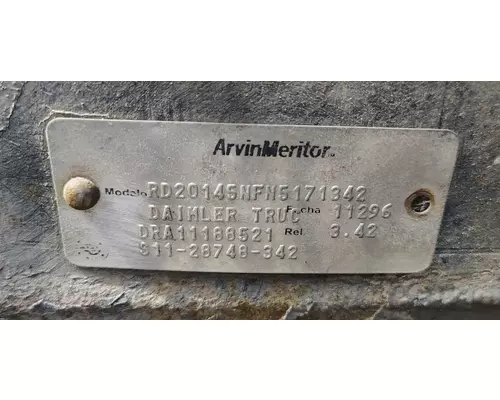 ArvinMeritor
Modelo RD20145NFN5171342
DAIMLER TRUC Fecha 11296
DRA11180521 Rel. 3.42
S11-28748-342